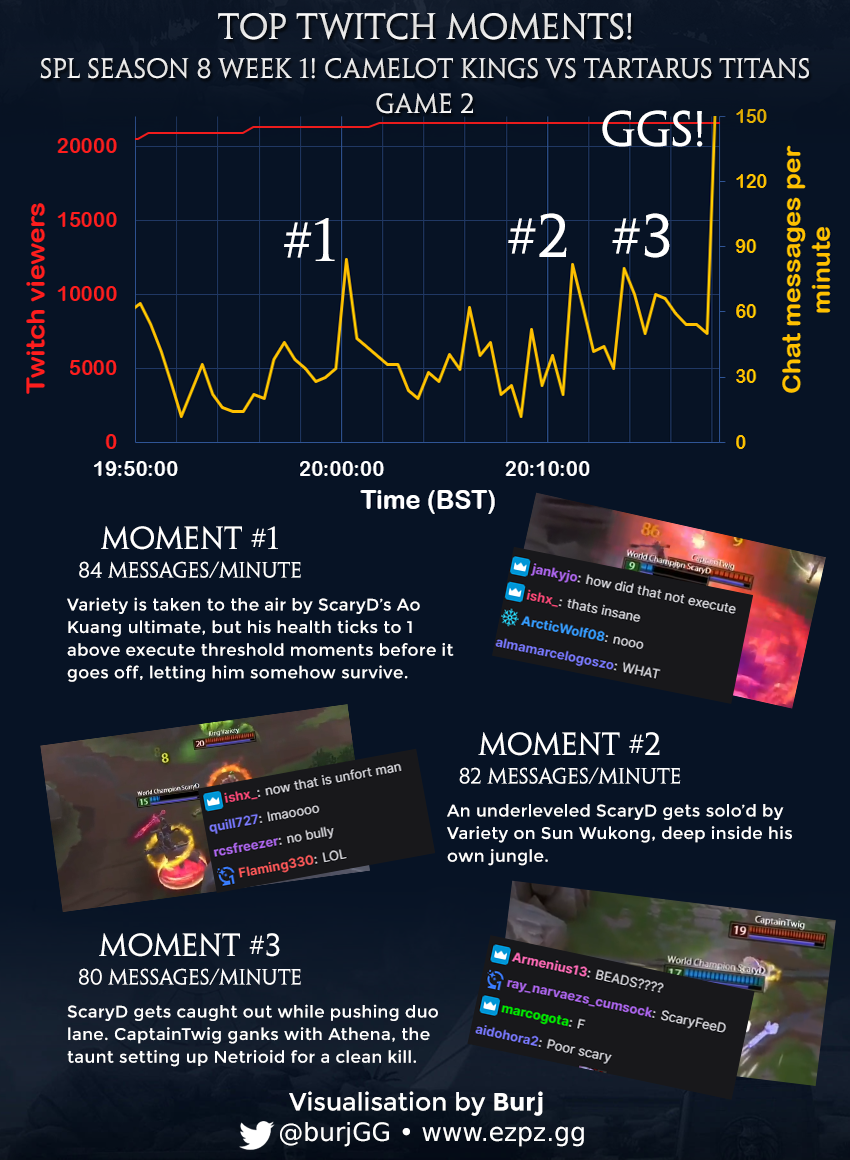 TOP TWITCH MOMENTS!
SPL SEASON 8 WEEK 1! CAMELOT KINGS VS TARTARUS TITANS
GAME 2
GGS!
#1
#2
#3
Twitch viewers
20000
15000
10000
5000
0
150
120
90
60
30
0
Chat messages per
minute
19:50:00
20:00:00
20:10:00
Time (BST)
MOMENT #1
84 MESSAGES/MINUTE
Variety is taken to the air by ScaryD's Ao
Kuang ultimate, but his health ticks to 1
above execute threshold moments before it
goes off, letting him somehow survive.
86
9
CaptainTwig
World Champion ScaryD
9
jankyjo: how did that not execute
ishx_: thats insane
ArcticWolf08: nooo
almamarcelogoszo: WHAT
King Variety
20
8
World Champion ScaryD
15
ishx_: now that is unfort man
quill727: lmaoooo
rcsfreezer: no bully
Flaming330: LOL
MOMENT #2
82 MESSAGES/MINUTE
An underleveled ScaryD gets solo'd by
Variety on Sun Wukong, deep inside his
own jungle.
MOMENT #3
80 MESSAGES/MINUTE
ScaryD gets caught out while pushing duo
lane. CaptainTwig ganks with Athena, the
taunt setting up Netrioid for a clean kill.
CaptainTwig
19
World Champion ScaryD
17
Armenius13: BEADS????
ray_narvaezs_cumsock: ScaryFeeD
marcogota: F
aidohora2: Poor scary
Visualisation by Burj
@burjGG • www.ezpz.gg